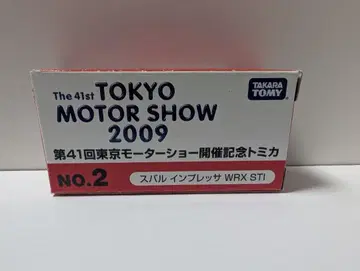 The 41st TOKYO
MOTOR SHOW
2009
TAKARA
TOMY
第41回東京モーターショー開催記念トミカ
NO.2
スバル インプレッサ WRX STI